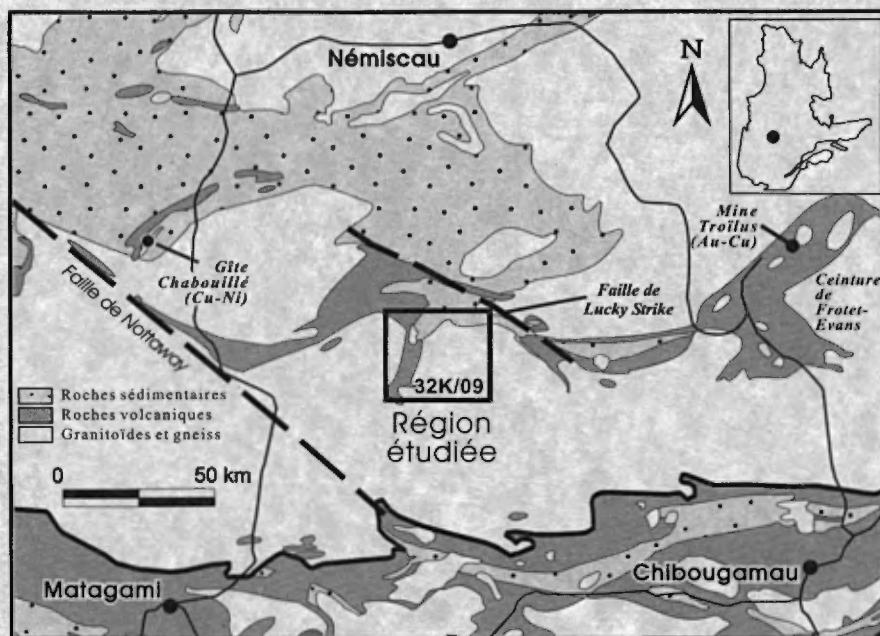 Némiscau
N
Mine
Troïlus
(Au-Cu)
Gîte
Chabouillé
(Cu-Ni)
Faille de Nottaway
Faille de
Lucky Strike
Ceinture
de
Frotet-
Evans
32K/09
Région
étudiée
Roches sédimentaires
Roches volcaniques
Granitoïdes et gneiss
0 50 km
Matagami
Chibougamau